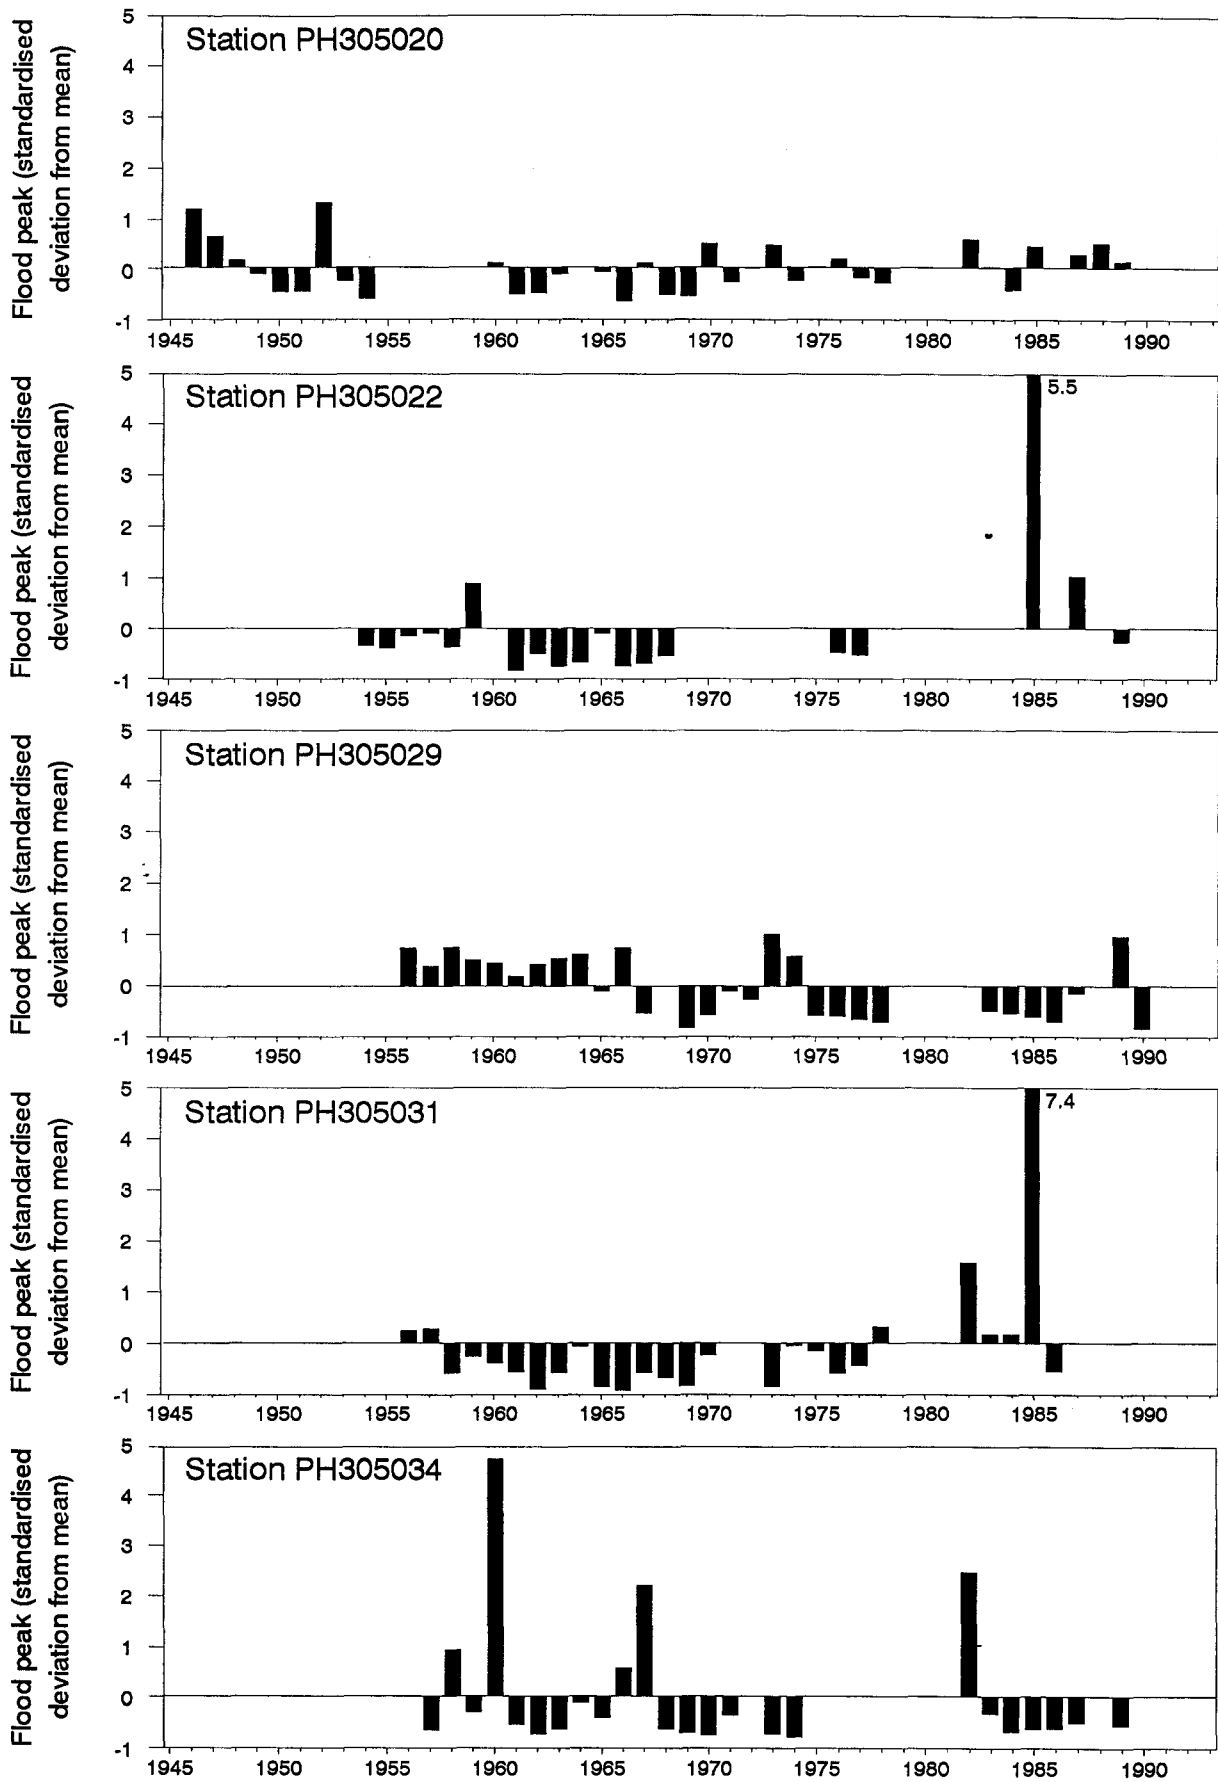 Flood peak (standardised
deviation from mean)
Station PH305020
5
4
3
2
1
0
-1
1945 1950 1955 1960 1965 1970 1975 1980 1985 1990
Flood peak (standardised
deviation from mean)
Station PH305022
5
4
3
2
1
0
-1
5.5
1945 1950 1955 1960 1965 1970 1975 1980 1985 1990
Flood peak (standardised
deviation from mean)
Station PH305029
5
4
3
2
1
0
-1
1945 1950 1955 1960 1965 1970 1975 1980 1985 1990
Flood peak (standardised
deviation from mean)
Station PH305031
5
4
3
2
1
0
-1
7.4
1945 1950 1955 1960 1965 1970 1975 1980 1985 1990
Flood peak (standardised
deviation from mean)
Station PH305034
5
4
3
2
1
0
-1
1945 1950 1955 1960 1965 1970 1975 1980 1985 1990